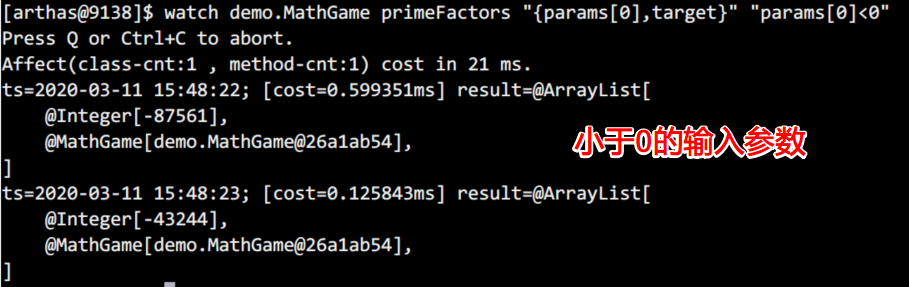 [arthas@9138]$ watch demo.MathGame primeFactors "{params[0],target}" "params[0]<0"
Press Q or Ctrl+C to abort.
Affect(class-cnt:1 , method-cnt:1) cost in 21 ms.
ts=2020-03-11 15:48:22; [cost=0.599351ms] result=@ArrayList[
    @Integer[-87561],
    @MathGame[demo.MathGame@26a1ab54],
小于0的输入参数
]
ts=2020-03-11 15:48:23; [cost=0.125843ms] result=@ArrayList[
    @Integer[-43244],
    @MathGame[demo.MathGame@26a1ab54],
]